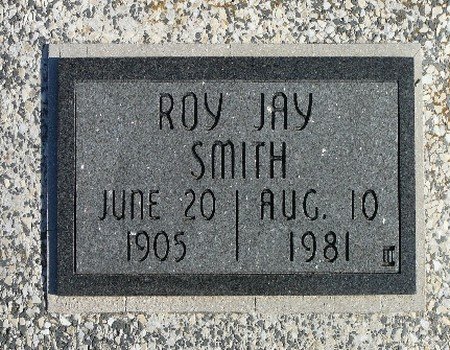 ROY JAY
SMITH
JUNE 20 | AUG. 10
1905 | 1981